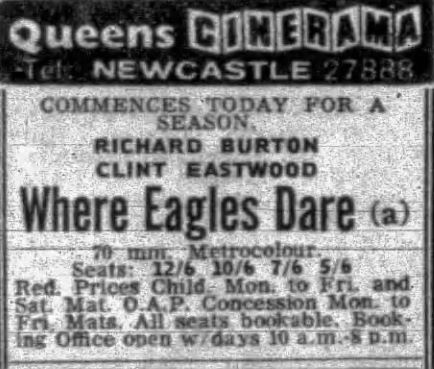 Queens CINERAMA
Tel. NEWCASTLE 27888
COMMENCES TODAY FOR A
SEASON.
RICHARD BURTON
CLINT EASTWOOD
Where Eagles Dare (a)
70 mm. Metrocolour.
Seats: 12/6 10/6 7/6 5/6
Red. Prices Child. Mon. to Fri. and
Sat. Mat. O.A.P. Concession Mon. to
Fri. Mats. All seats bookable. Book-
ing Office open w/days 10 a.m.-8 p.m.